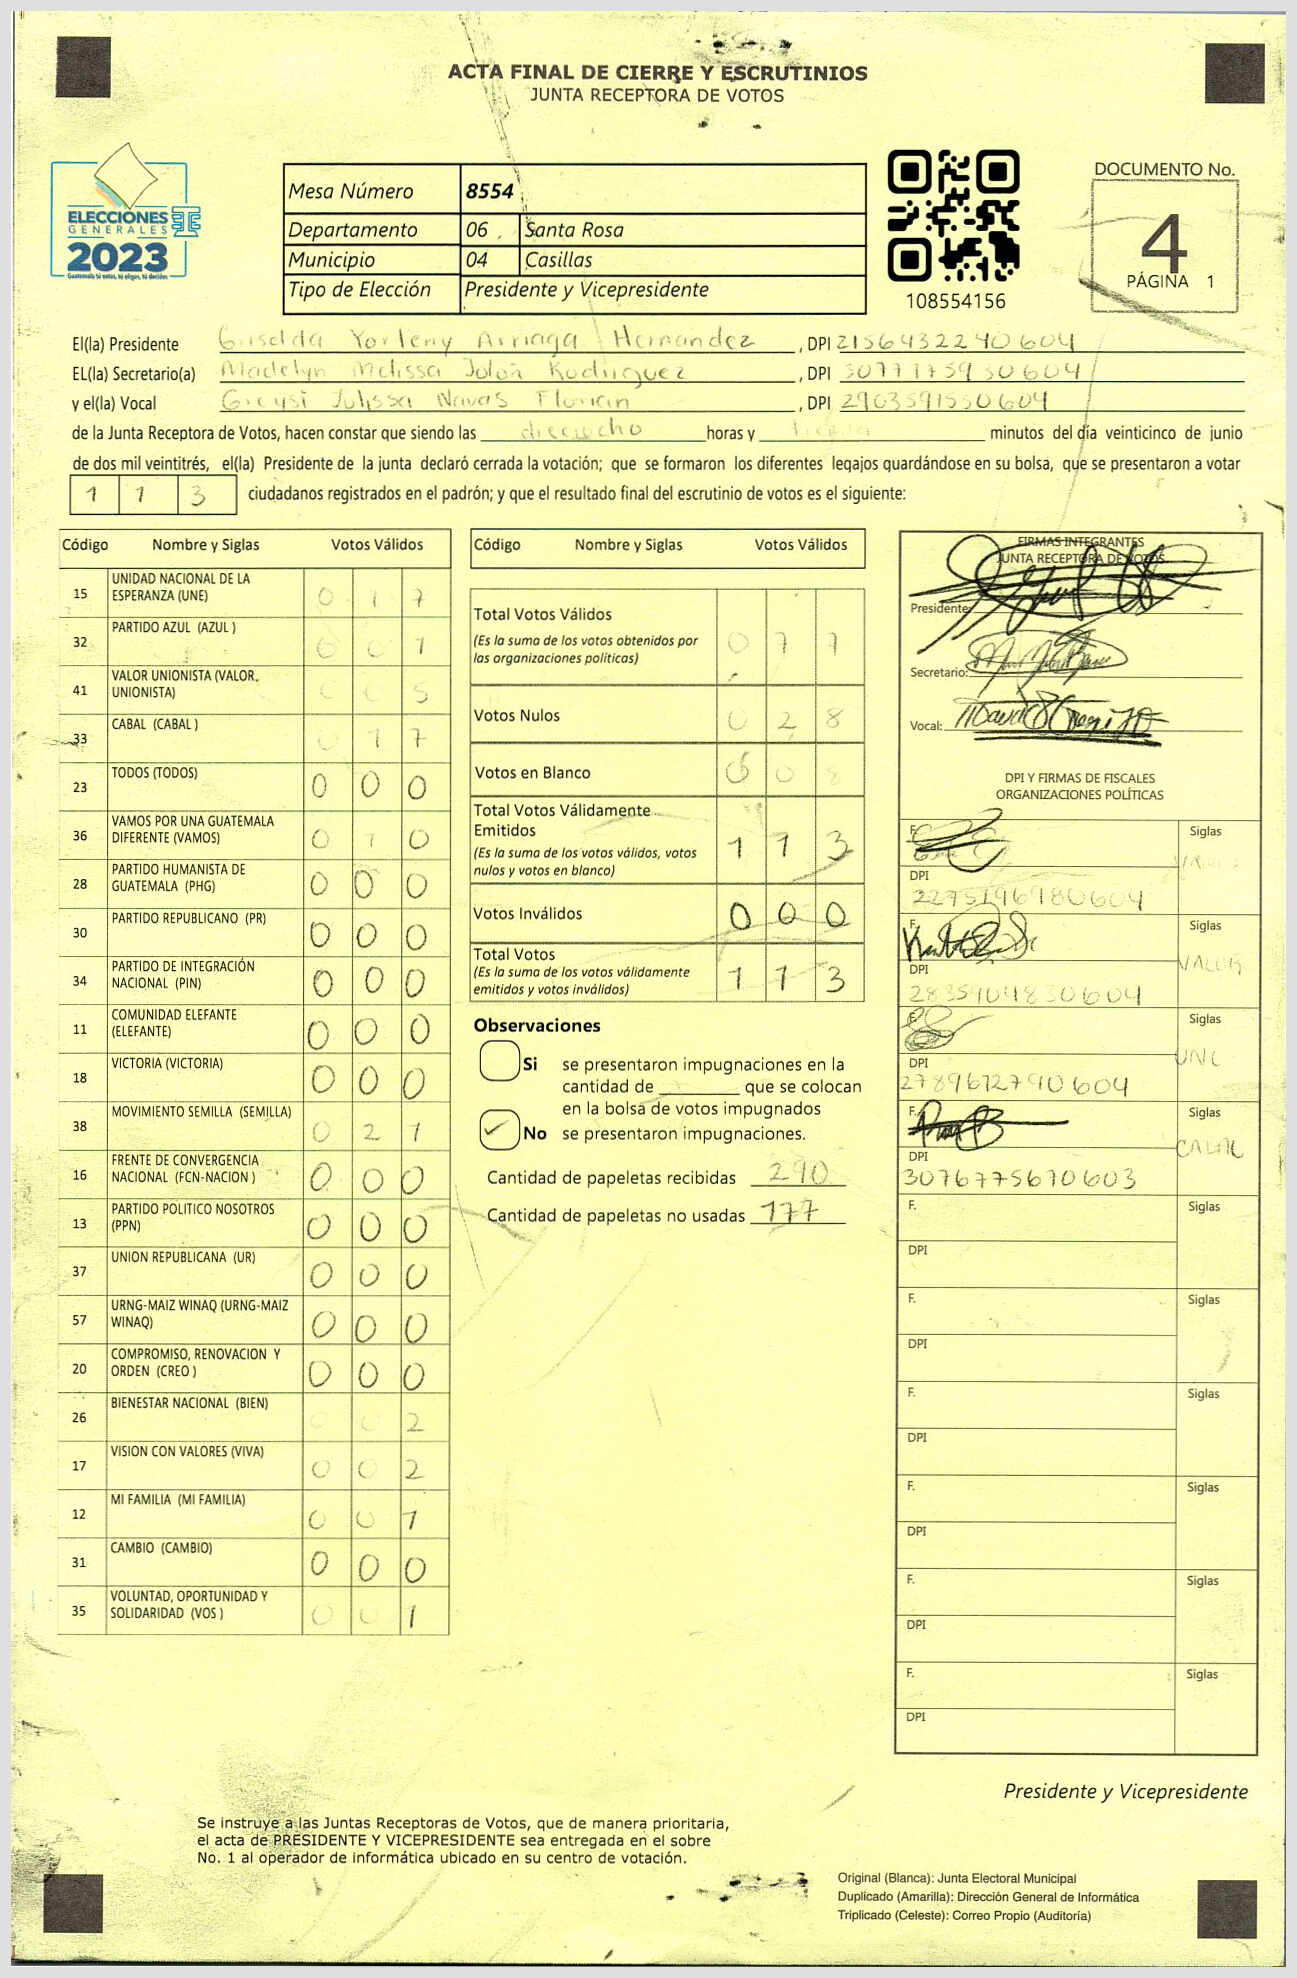 ACTA FINAL DE CIERRE Y ESCRUTINIOS
JUNTA RECEPTORA DE VOTOS
ELECCIONES
GENERALES
2023
Guatemala tú votas, tú eliges, tú decides
Mesa Número 8554
Departamento 06 Santa Rosa
Municipio 04 Casillas
Tipo de Elección Presidente y Vicepresidente
108554156
DOCUMENTO No.
4
PÁGINA 1
El(la) Presidente Griselda Yorleny Arriaga Hernandez, DPI 2156432240604
EL(la) Secretario(a) Madelyn Melissa Rodriguez, DPI 3077775930604
y el(la) Vocal Greysi Julissa Navas Florian, DPI 2903591530604
de la Junta Receptora de Votos, hacen constar que siendo las dieciocho horas y minutos del día veinticinco de junio
de dos mil veintitrés, el(la) Presidente de la junta declaró cerrada la votación; que se formaron los diferentes legajos guardándose en su bolsa, que se presentaron a votar
1 1 3 ciudadanos registrados en el padrón; y que el resultado final del escrutinio de votos es el siguiente:
Código Nombre y Siglas Votos Válidos
15 UNIDAD NACIONAL DE LA ESPERANZA (UNE) 0 1 7
32 PARTIDO AZUL (AZUL ) 0 0 1
41 VALOR UNIONISTA (VALOR, UNIONISTA) 0 0 5
33 CABAL (CABAL ) 0 1 7
23 TODOS (TODOS) 0 0 0
36 VAMOS POR UNA GUATEMALA DIFERENTE (VAMOS) 0 1 0
28 PARTIDO HUMANISTA DE GUATEMALA (PHG) 0 0 0
30 PARTIDO REPUBLICANO (PR) 0 0 0
34 PARTIDO DE INTEGRACIÓN NACIONAL (PIN) 0 0 0
11 COMUNIDAD ELEFANTE (ELEFANTE) 0 0 0
18 VICTORIA (VICTORIA) 0 0 0
38 MOVIMIENTO SEMILLA (SEMILLA) 0 2 1
16 FRENTE DE CONVERGENCIA NACIONAL (FCN-NACION ) 0 0 0
13 PARTIDO POLITICO NOSOTROS (PPN) 0 0 0
37 UNION REPUBLICANA (UR) 0 0 0
57 URNG-MAIZ WINAQ (URNG-MAIZ WINAQ) 0 0 0
20 COMPROMISO, RENOVACION Y ORDEN (CREO ) 0 0 0
26 BIENESTAR NACIONAL (BIEN) 0 0 2
17 VISION CON VALORES (VIVA) 0 0 2
12 MI FAMILIA (MI FAMILIA) 0 0 1
31 CAMBIO (CAMBIO) 0 0 0
35 VOLUNTAD, OPORTUNIDAD Y SOLIDARIDAD (VOS ) 0 0 1
Código Nombre y Siglas Votos Válidos
Total Votos Válidos 0 7 7
(Es la suma de los votos obtenidos por
las organizaciones políticas)
Votos Nulos 0 2 8
Votos en Blanco 0 0 8
Total Votos Válidamente
Emitidos 1 1 3
(Es la suma de los votos válidos, votos
nulos y votos en blanco)
Votos Inválidos 0 0 0
Total Votos 1 1 3
(Es la suma de los votos válidamente
emitidos y votos inválidos)
Observaciones
Si se presentaron impugnaciones en la
cantidad de que se colocan
en la bolsa de votos impugnados
✓ No se presentaron impugnaciones.
Cantidad de papeletas recibidas 290
Cantidad de papeletas no usadas 177
FIRMAS INTEGRANTES
JUNTA RECEPTORA DE VOTOS
Presidente:
Secretario:
Vocal:
DPI Y FIRMAS DE FISCALES
ORGANIZACIONES POLÍTICAS
F. Siglas
DPI
2275196980604
F. Siglas
VALOR
DPI
2835904830604
F. Siglas
UNE
DPI
2789612790604
F. Siglas
CABAL
DPI
3076775670603
F. Siglas
DPI
F. Siglas
DPI
F. Siglas
DPI
F. Siglas
DPI
F. Siglas
DPI
F. Siglas
DPI
Presidente y Vicepresidente
Se instruye a las Juntas Receptoras de Votos, que de manera prioritaria,
el acta de PRESIDENTE Y VICEPRESIDENTE sea entregada en el sobre
No. 1 al operador de informática ubicado en su centro de votación.
Original (Blanca): Junta Electoral Municipal
Duplicado (Amarilla): Dirección General de Informática
Triplicado (Celeste): Correo Propio (Auditoría)